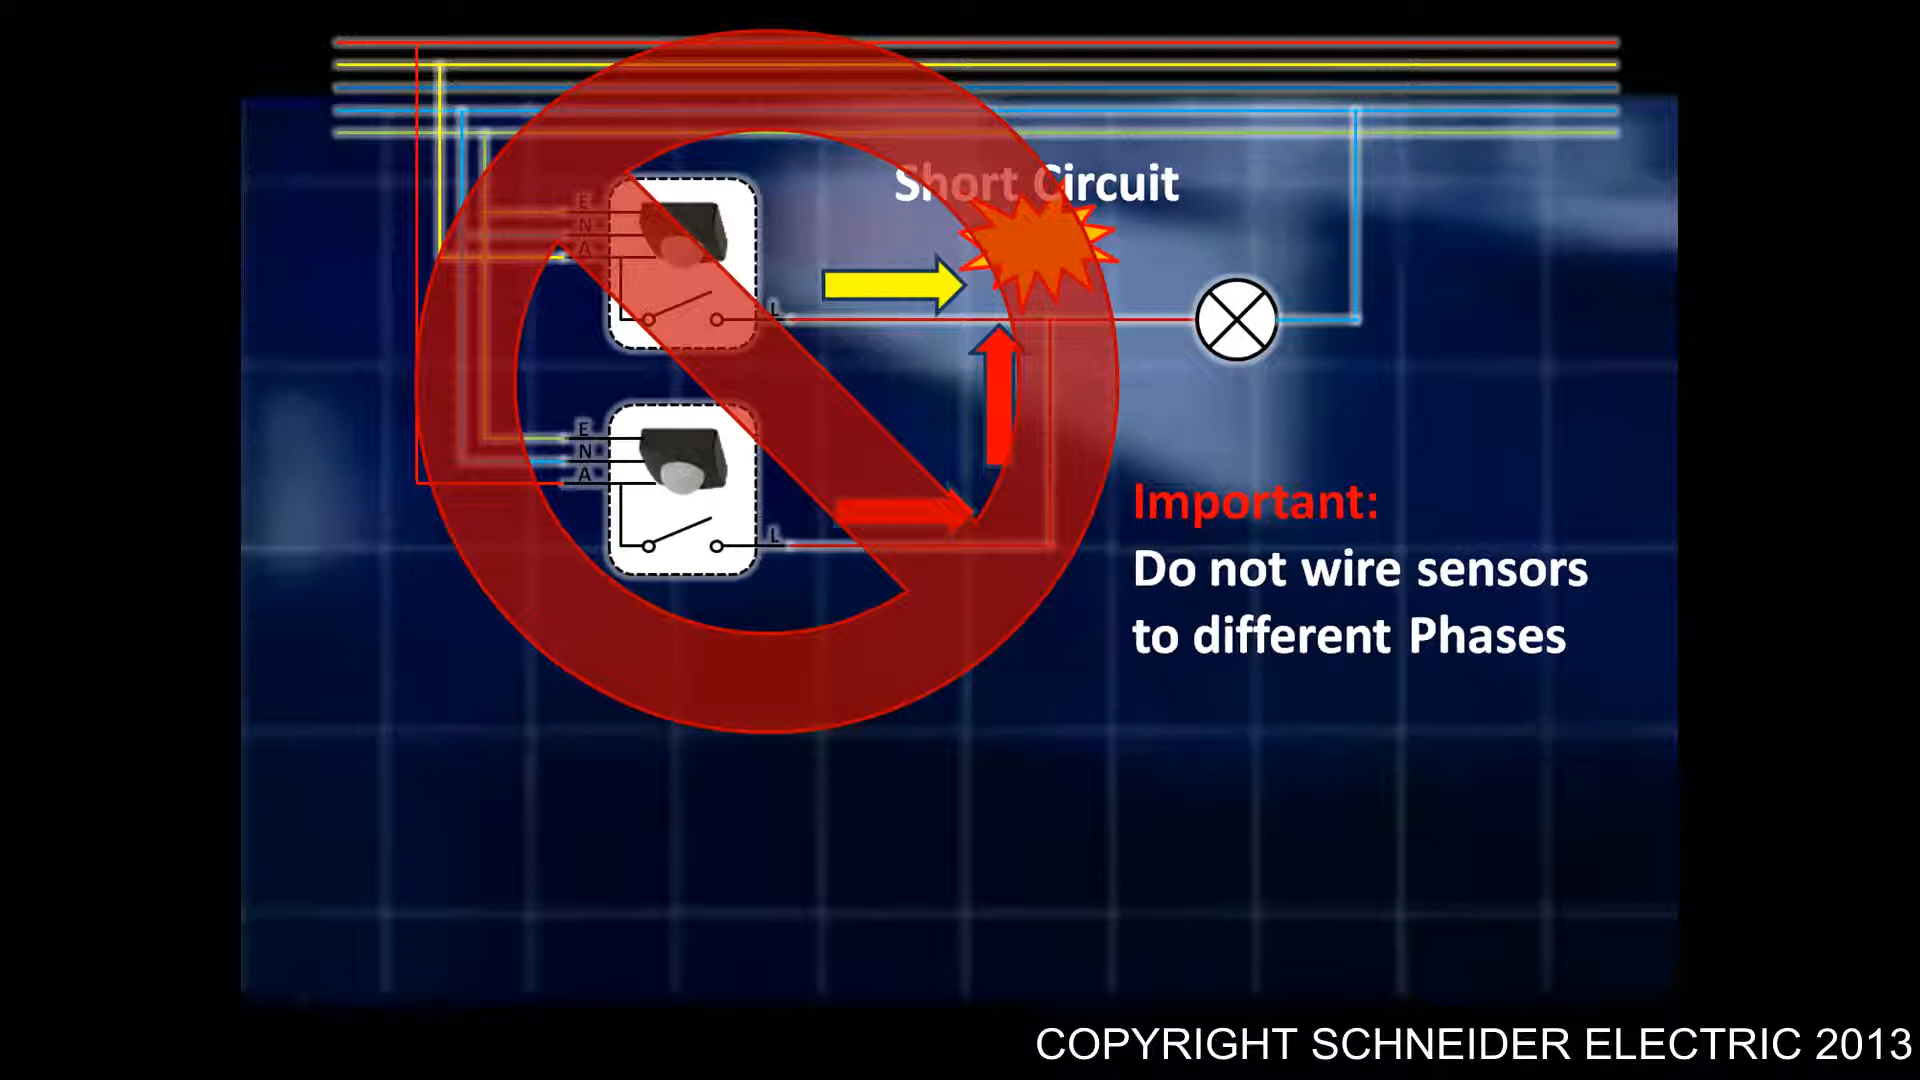 Short Circuit
E
N
A
L
E
N
A
L
Important:
Do not wire sensors
to different Phases
COPYRIGHT SCHNEIDER ELECTRIC 2013